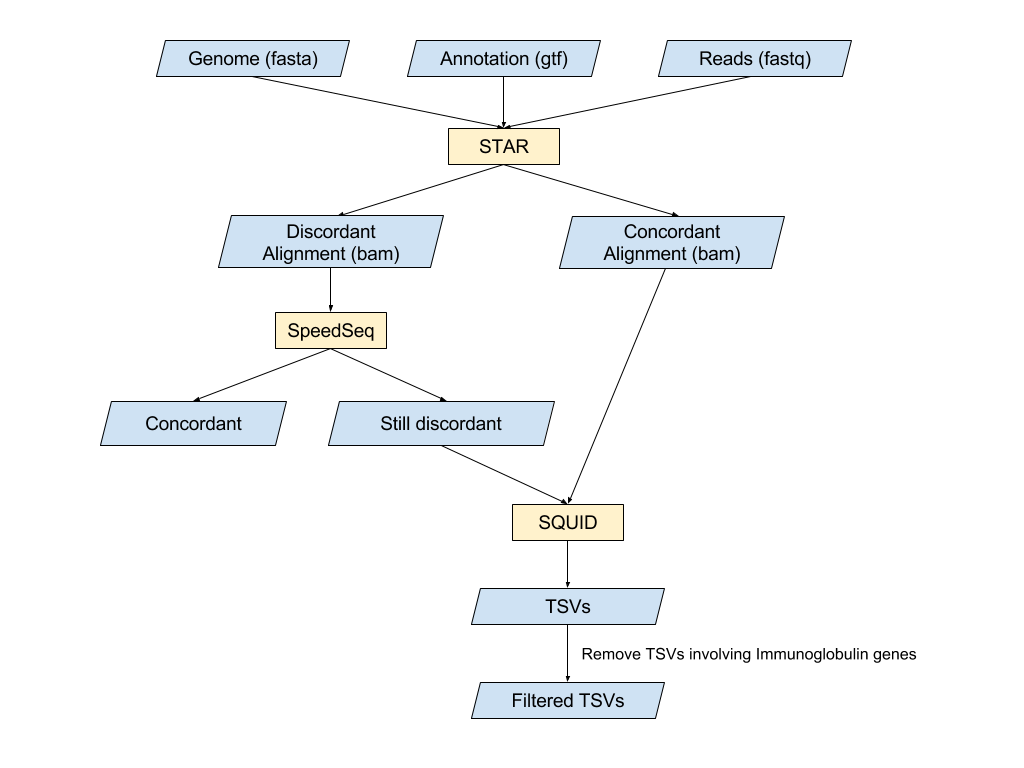 Genome (fasta)
Annotation (gtf)
Reads (fastq)
STAR
Discordant
Alignment (bam)
Concordant
Alignment (bam)
SpeedSeq
Concordant
Still discordant
SQUID
TSVs
Remove TSVs involving Immunoglobulin genes
Filtered TSVs